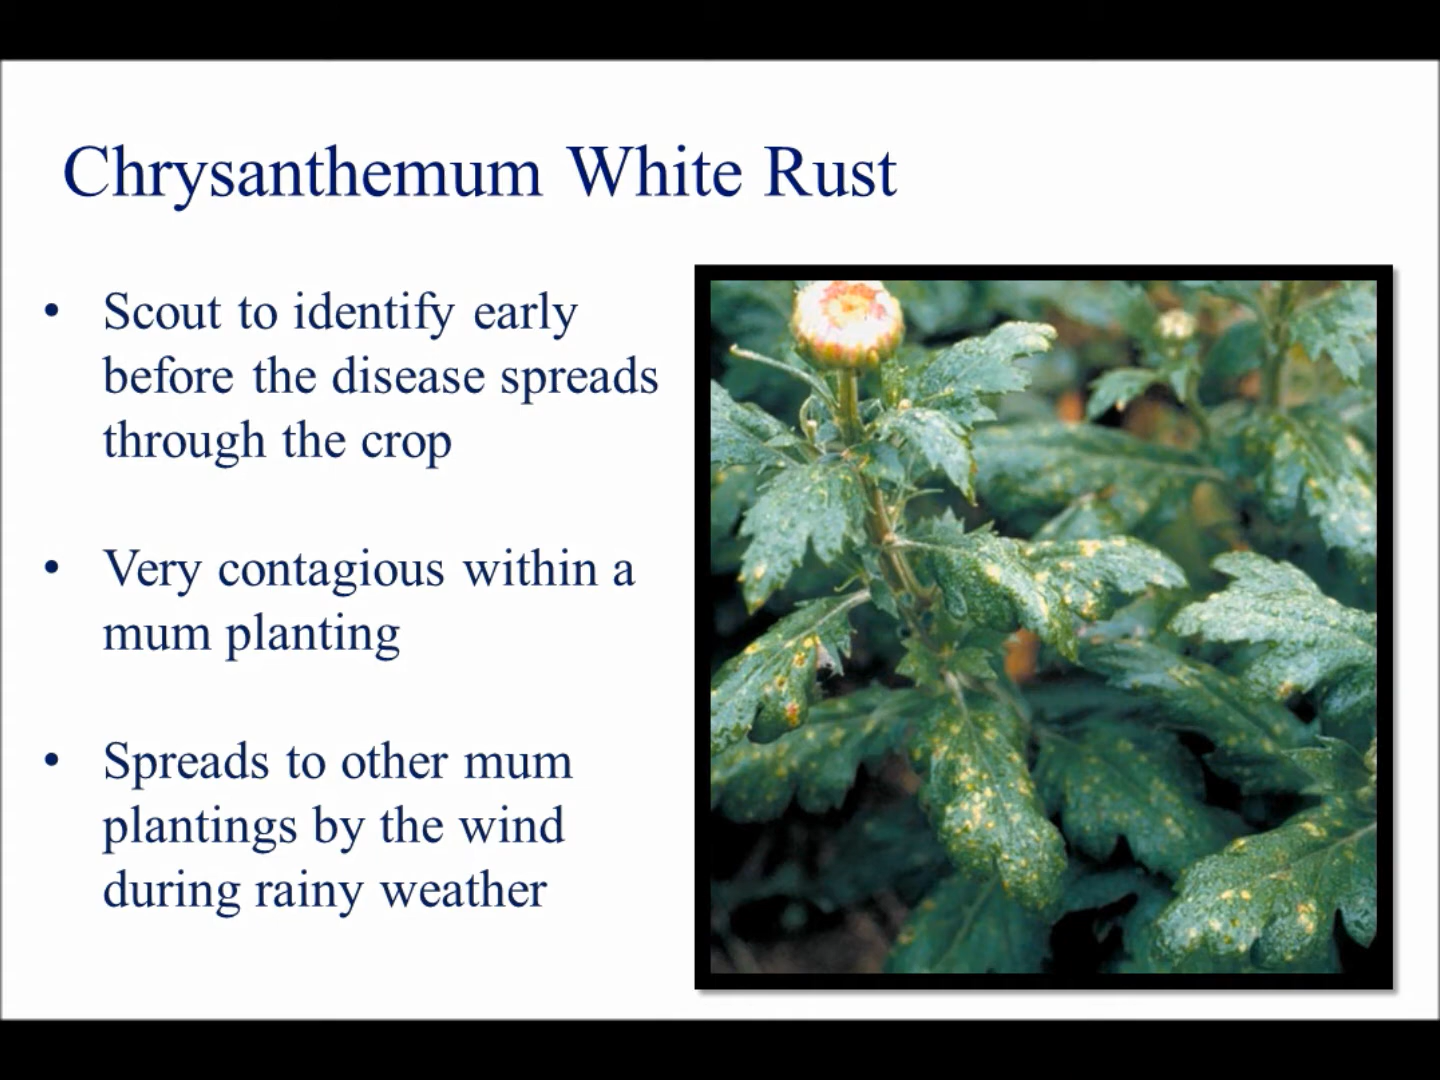 Chrysanthemum White Rust
• Scout to identify early
before the disease spreads
through the crop
• Very contagious within a
mum planting
• Spreads to other mum
plantings by the wind
during rainy weather